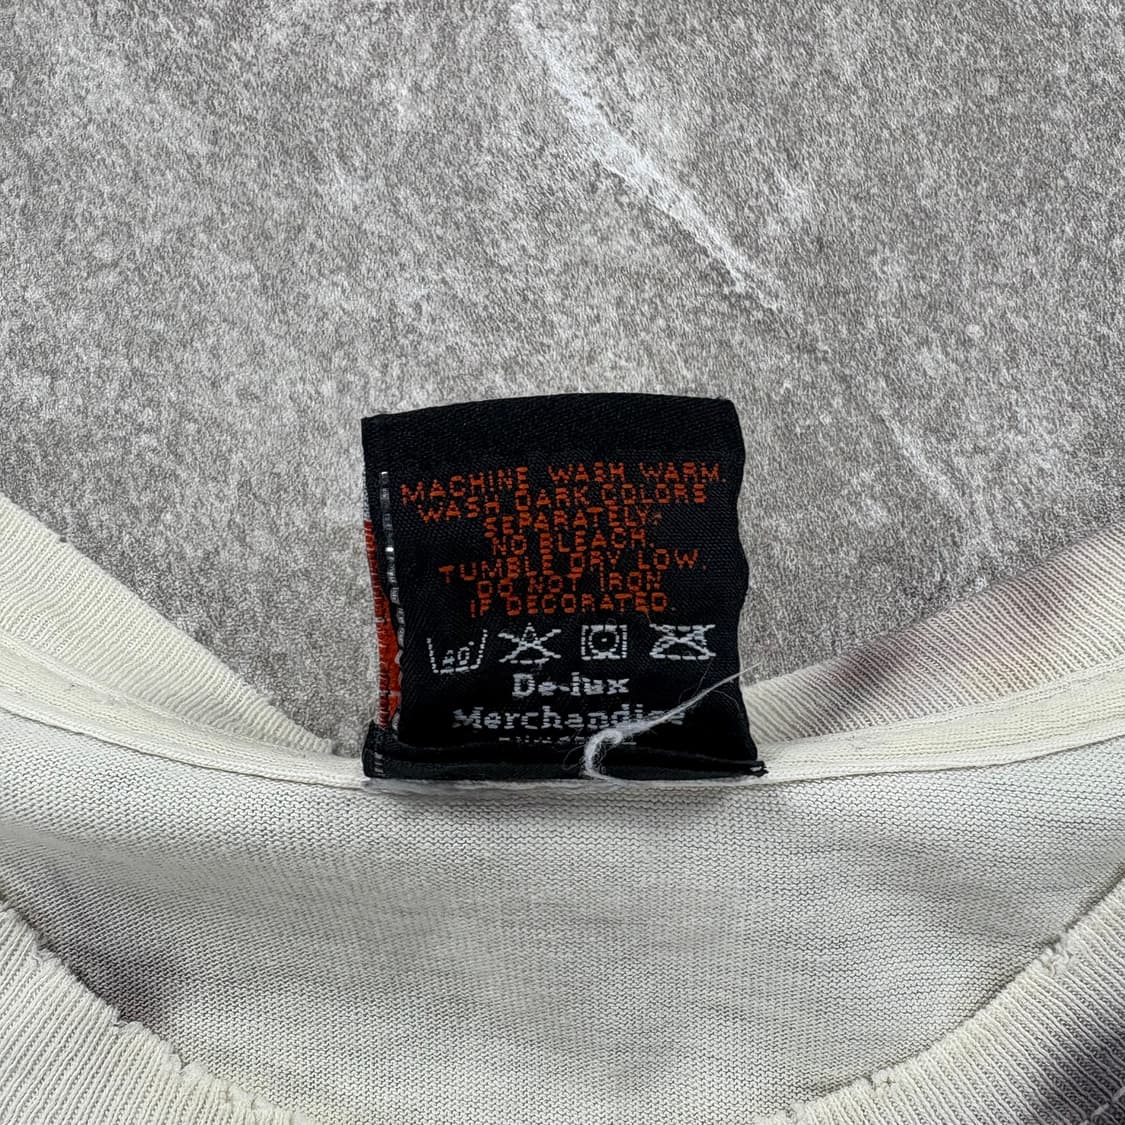 MACHINE WASH WARM.
WASH DARK COLORS
SEPARATELY.
NO BLEACH.
TUMBLE DRY LOW.
DO NOT IRON
IF DECORATED.
40°
De-lux
Merchandise